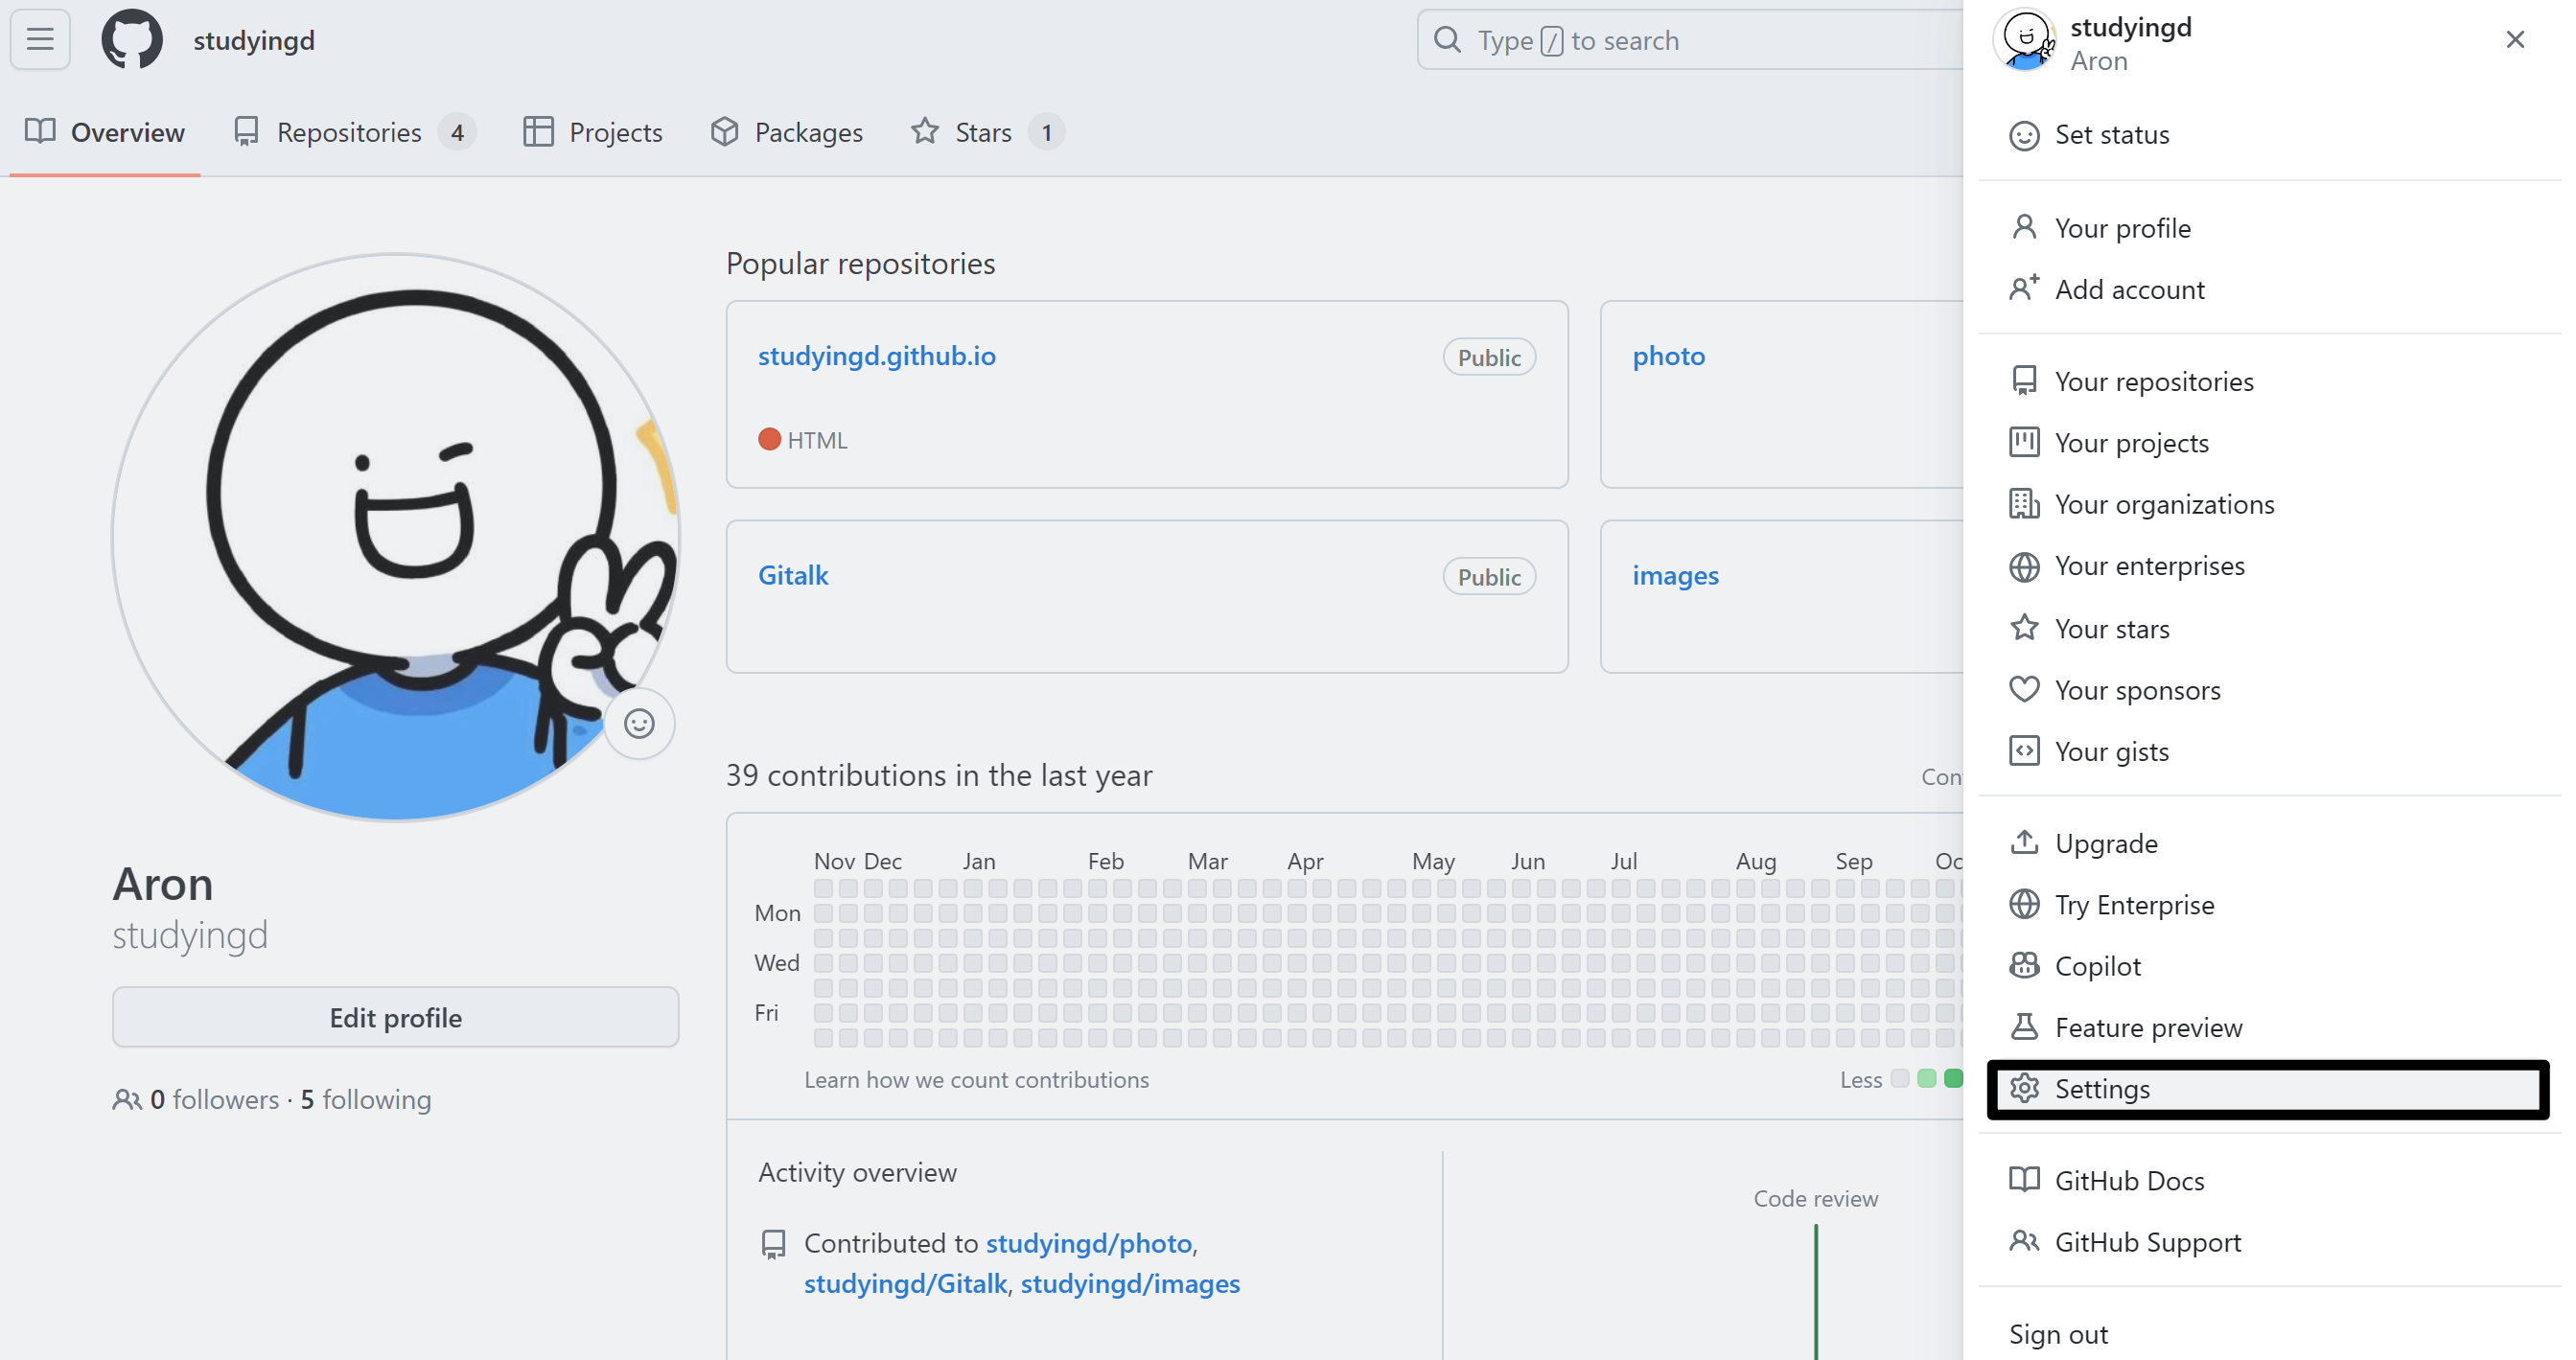 studyingd
Type / to search
Overview
Repositories 4
Projects
Packages
Stars 1
Popular repositories
studyingd.github.io
Public
HTML
photo
Gitalk
Public
images
39 contributions in the last year
Nov Dec Jan Feb Mar Apr May Jun Jul Aug Sep
Mon
Wed
Fri
Learn how we count contributions
Less
Activity overview
Contributed to studyingd/photo,
studyingd/Gitalk, studyingd/images
Code review
Aron
studyingd
Edit profile
0 followers · 5 following
studyingd
Aron
Set status
Your profile
Add account
Your repositories
Your projects
Your organizations
Your enterprises
Your stars
Your sponsors
Your gists
Upgrade
Try Enterprise
Copilot
Feature preview
Settings
GitHub Docs
GitHub Support
Sign out